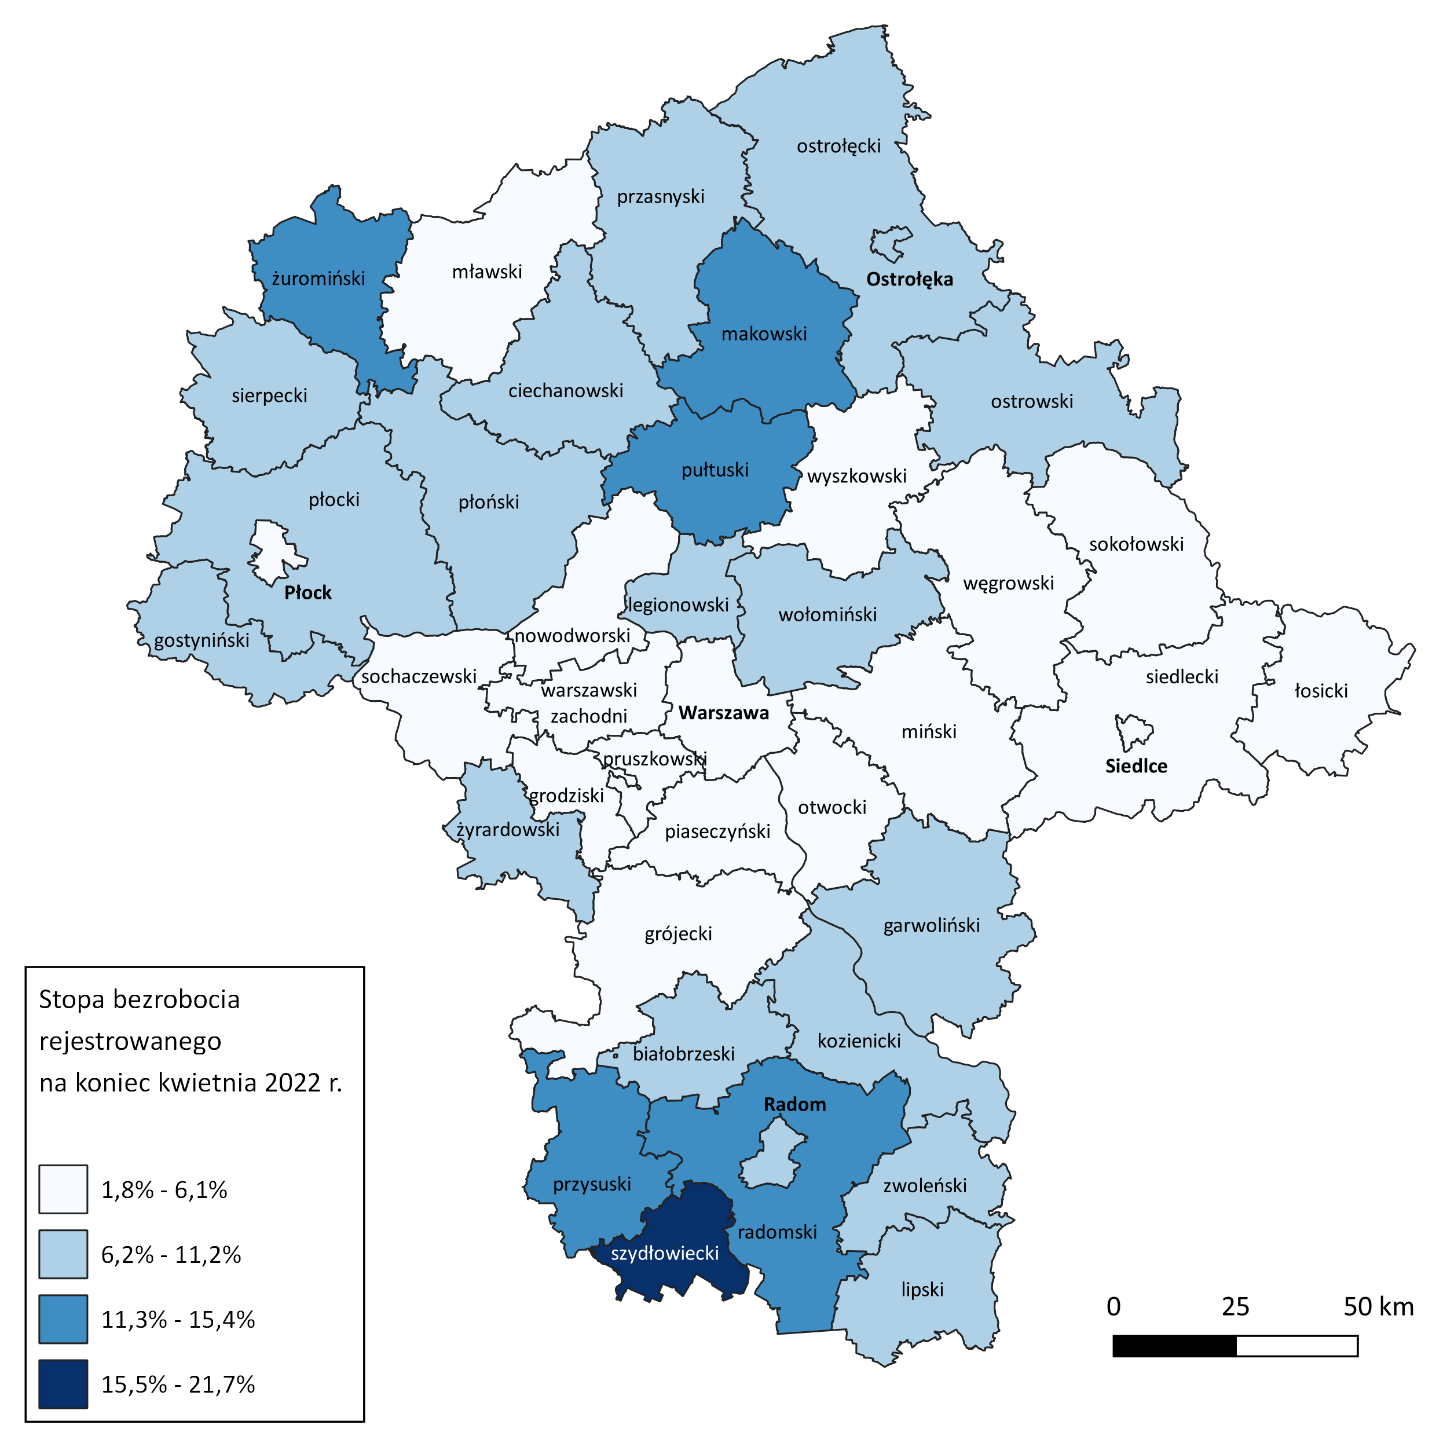 ostrołęcki
przasnyski
mławski
żuromiński
Ostrołęka
makowski
ciechanowski
sierpecki
ostrowski
pułtuski
wyszkowski
płocki
płoński
sokołowski
węgrowski
Płock
legionowski
wołomiński
gostyniński
nowodworski
sochaczewski
siedlecki
warszawski
zachodni
łosicki
Warszawa
miński
pruszkowski
Siedlce
grodziski
otwocki
żyrardowski
piaseczyński
garwoliński
grójecki
kozienicki
białobrzeski
Radom
przysuski
zwoleński
radomski
szydłowiecki
lipski
Stopa bezrobocia
rejestrowanego
na koniec kwietnia 2022 r.
1,8% - 6,1%
6,2% - 11,2%
11,3% - 15,4%
15,5% - 21,7%
0 25 50 km